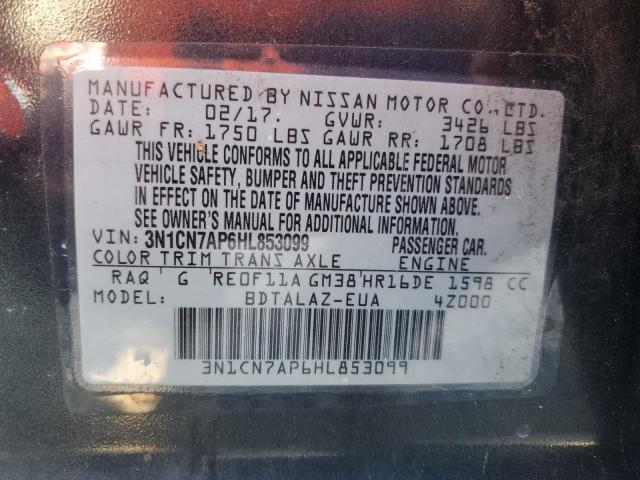 MANUFACTURED BY NISSAN MOTOR CO., LTD.
DATE: 02/17 GVWR: 3426 LBS
GAWR FR: 1750 LBS GAWR RR: 1708 LBS
THIS VEHICLE CONFORMS TO ALL APPLICABLE FEDERAL MOTOR
VEHICLE SAFETY, BUMPER AND THEFT PREVENTION STANDARDS
IN EFFECT ON THE DATE OF MANUFACTURE SHOWN ABOVE.
SEE OWNER'S MANUAL FOR ADDITIONAL INFORMATION.
VIN: 3N1CN7AP6HL853099 PASSENGER CAR.
COLOR TRIM TRANS AXLE ENGINE
RAQ G RE0F11A GM38 HR16DE 1598 CC
MODEL: BDTALAZ-EUA 4Z000
3N1CN7AP6HL853099